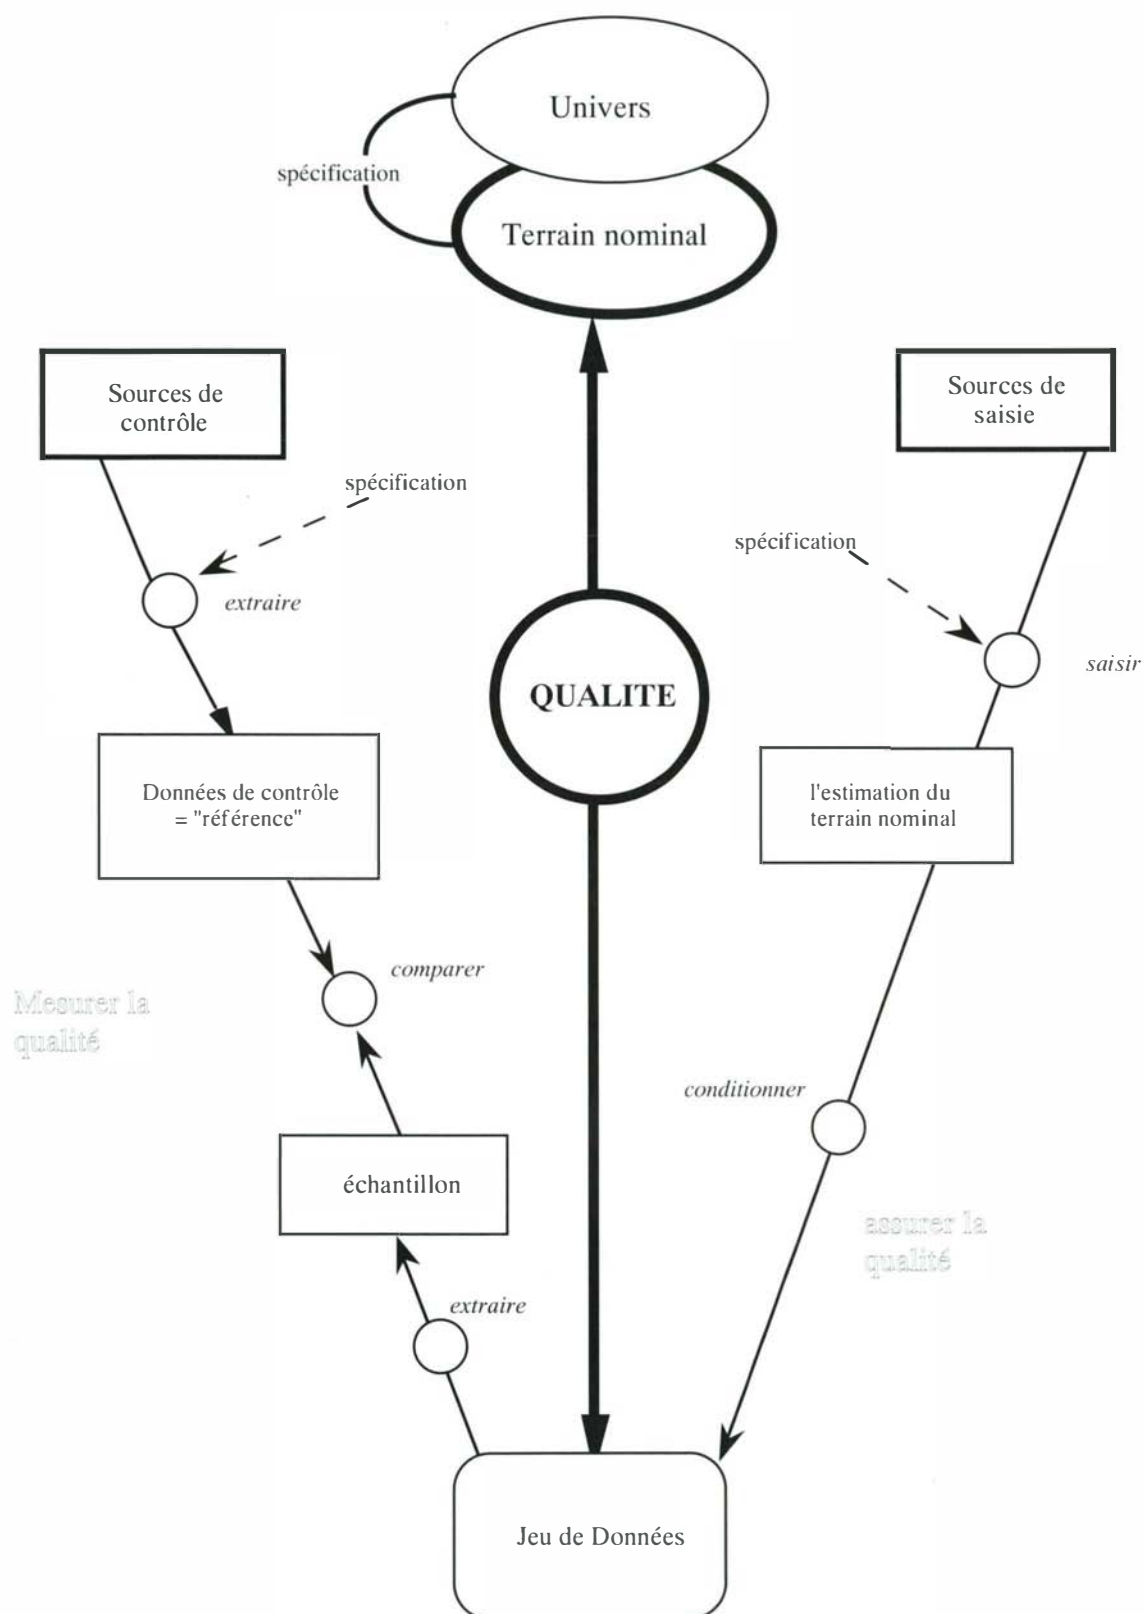 Univers
spécification
Terrain nominal
Sources de
contrôle
Sources de
saisie
spécification
spécification
extraire
saisir
QUALITE
Données de contrôle
= "référence"
l'estimation du
terrain nominal
comparer
Mesurer la
qualité
conditionner
échantillon
assurer la
qualité
extraire
Jeu de Données